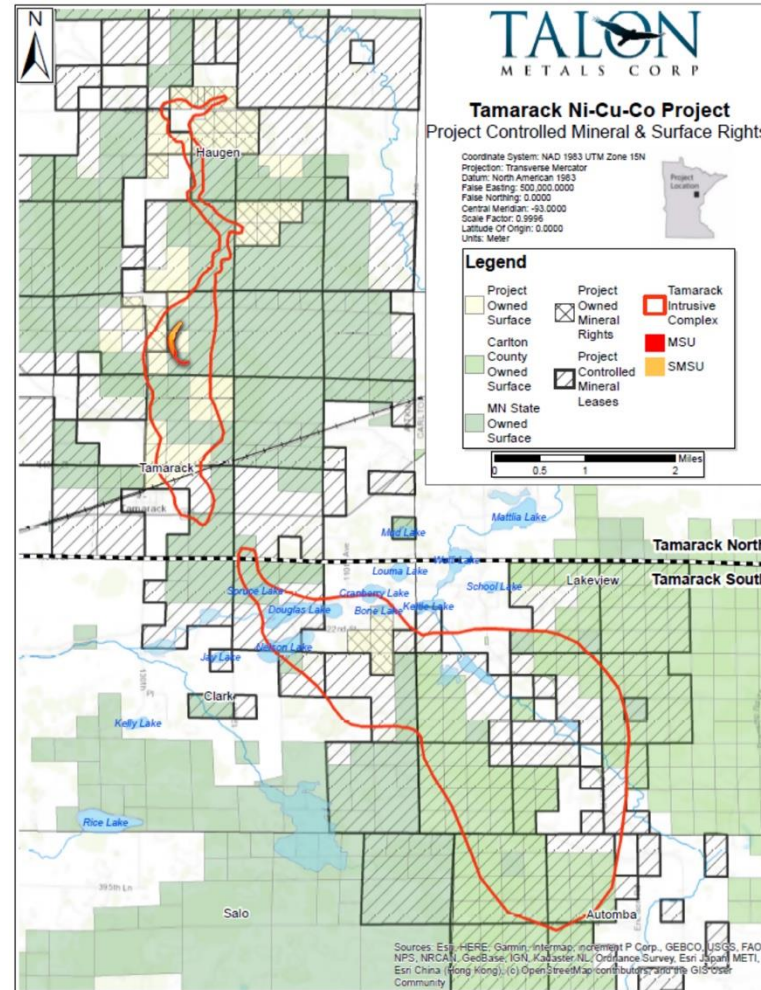 N
TALON
METALS CORP
Tamarack Ni-Cu-Co Project
Project Controlled Mineral & Surface Rights
Coordinate System: NAD 1983 UTM Zone 15N
Projection: Transverse Mercator
Datum: North American 1983
False Easting: 500,000.0000
False Northing: 0.0000
Central Meridian: -93.0000
Scale Factor: 0.9996
Latitude Of Origin: 0.0000
Units: Meter
Project
Location
Legend
Project
Owned
Surface
Carlton
County
Owned
Surface
MN State
Owned
Surface
Project
Owned
Mineral
Rights
Project
Controlled
Mineral
Leases
Tamarack
Intrusive
Complex
MSU
SMSU
Miles
0 0.5 1 2
Haugen
Tamarack
Tamarack
Mud Lake
Mattila Lake
Tamarack North
Tamarack South
Louma Lake
Lakeview
School Lake
Spruce Lake
Cranberry Lake
Douglas Lake
Bone Lake
Kettle Lake
22nd
Nelson Lake
Jay Lake
Clark
Kelly Lake
Rice Lake
395th Ln
Salo
Automba
Sources: Esri, HERE, Garmin, Intermap, increment P Corp., GEBCO, USGS, FAO,
NPS, NRCAN, GeoBase, IGN, Kadaster NL, Ordnance Survey, Esri Japan, METI,
Esri China (Hong Kong), (c) OpenStreetMap contributors, and the GIS User
Community